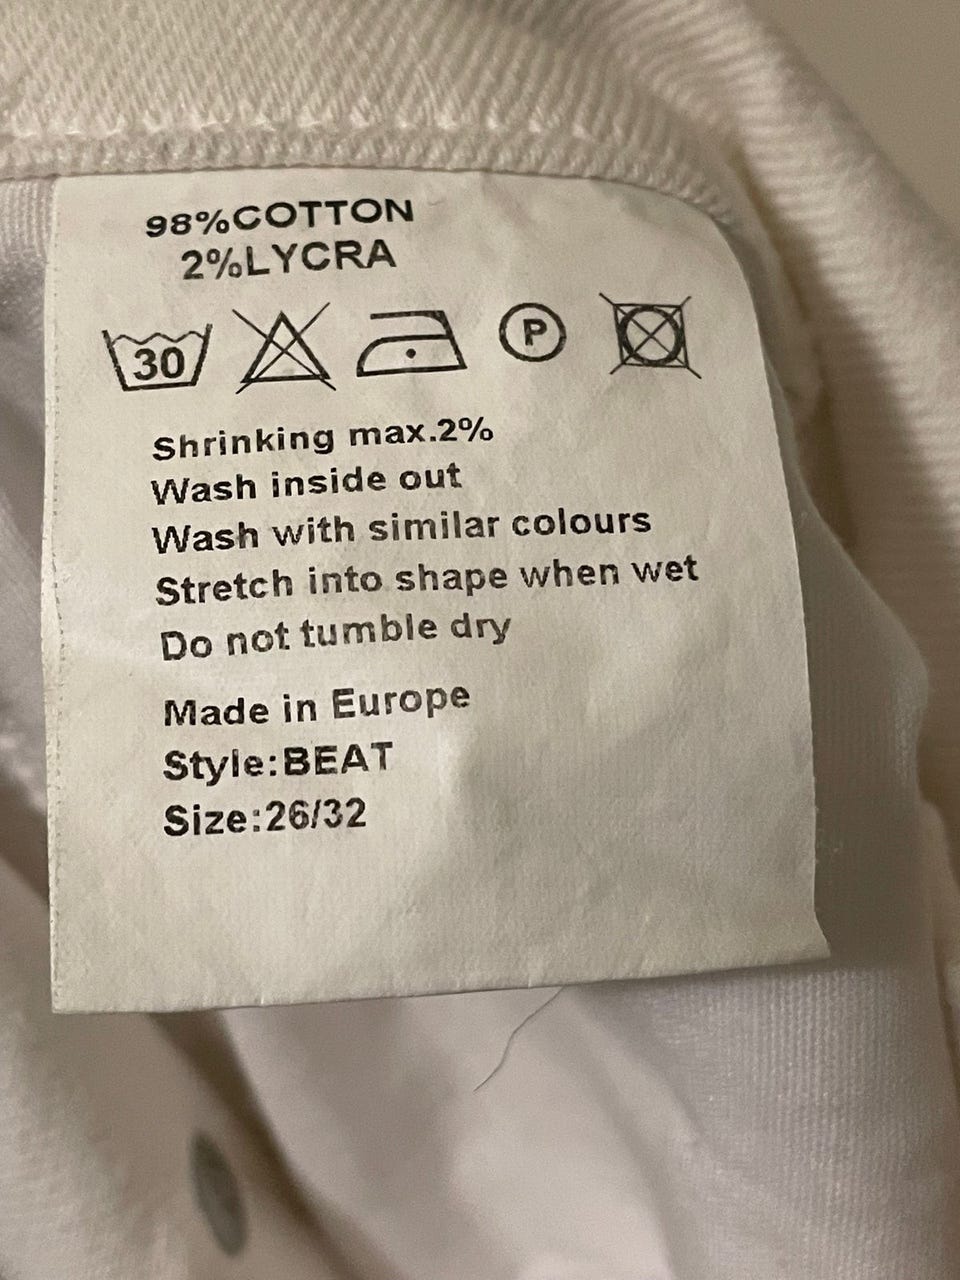 98%COTTON
2%LYCRA
30 P
Shrinking max.2%
Wash inside out
Wash with similar colours
Stretch into shape when wet
Do not tumble dry
Made in Europe
Style:BEAT
Size:26/32